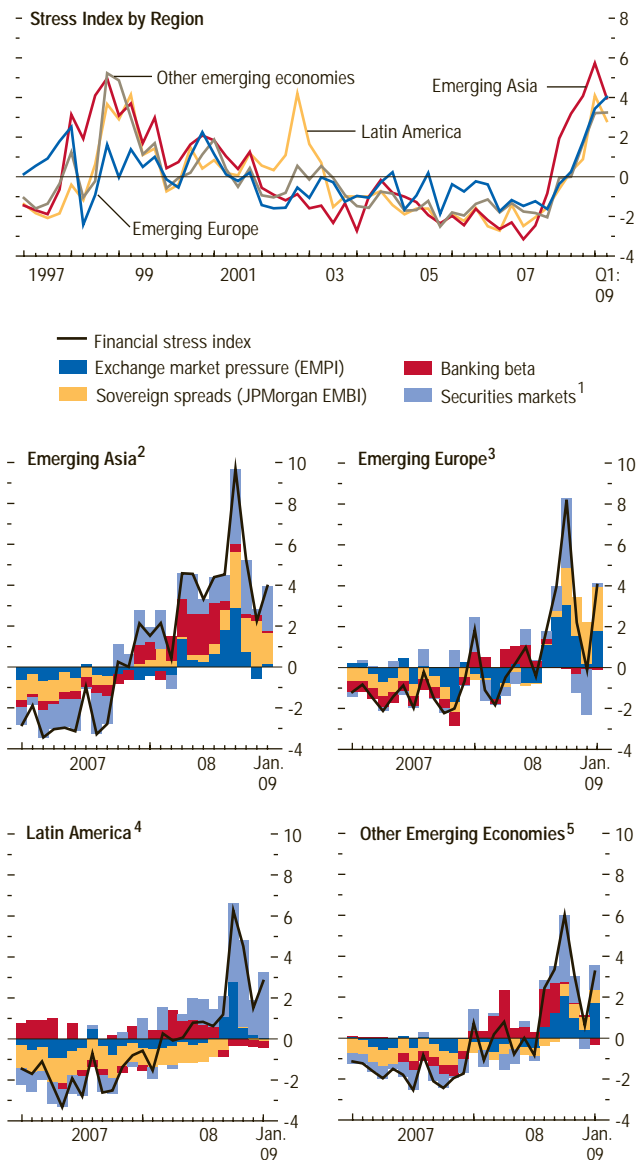 Stress Index by Region
8
6
4
2
0
-2
-4
Other emerging economies
Emerging Asia
Latin America
Emerging Europe
1997 99 2001 03 05 07 Q1:
09
Financial stress index
Exchange market pressure (EMPI) Banking beta
Sovereign spreads (JPMorgan EMBI) Securities markets1
Emerging Asia2
10
8
6
4
2
0
-2
-4
2007 08 Jan.
09
Emerging Europe3
10
8
6
4
2
0
-2
-4
2007 08 Jan.
09
Latin America4
10
8
6
4
2
0
-2
-4
2007 08 Jan.
09
Other Emerging Economies5
10
8
6
4
2
0
-2
-4
2007 08 Jan.
09